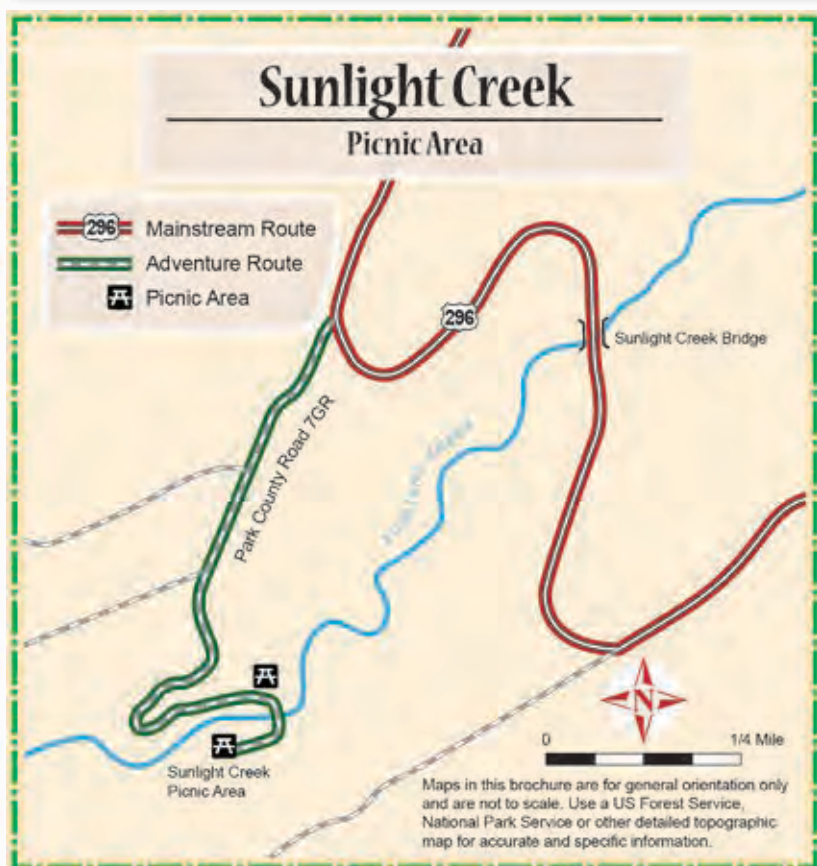 Sunlight Creek
Picnic Area
296 Mainstream Route
Adventure Route
Picnic Area
296
Sunlight Creek Bridge
Park County Road 7GR
Sunlight Creek
Sunlight Creek
Picnic Area
N
0 1/4 Mile
Maps in this brochure are for general orientation only
and are not to scale. Use a US Forest Service,
National Park Service or other detailed topographic
map for accurate and specific information.